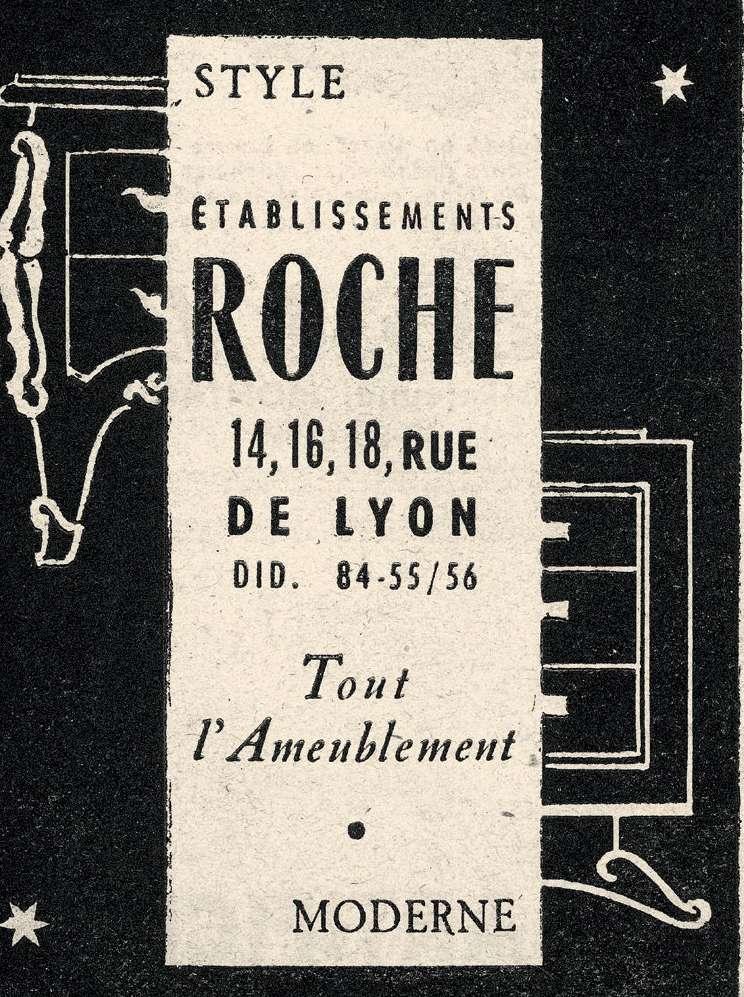 STYLE
ÉTABLISSEMENTS
ROCHE
14, 16, 18, RUE
DE LYON
DID. 84-55/56
Tout
l'Ameublement
•
MODERNE